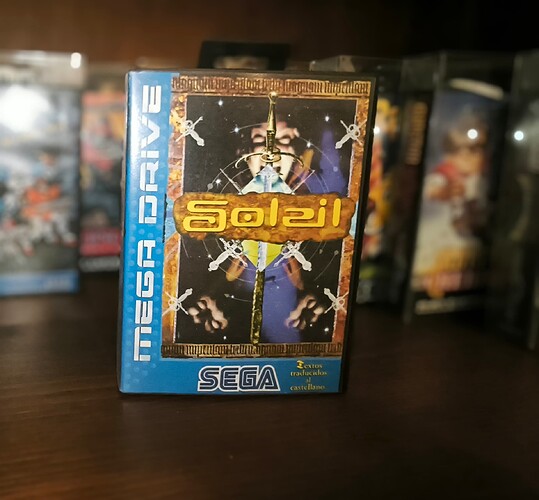 MEGA DRIVE
Soleil
SEGA
Textos
traducidos
al
castellano.